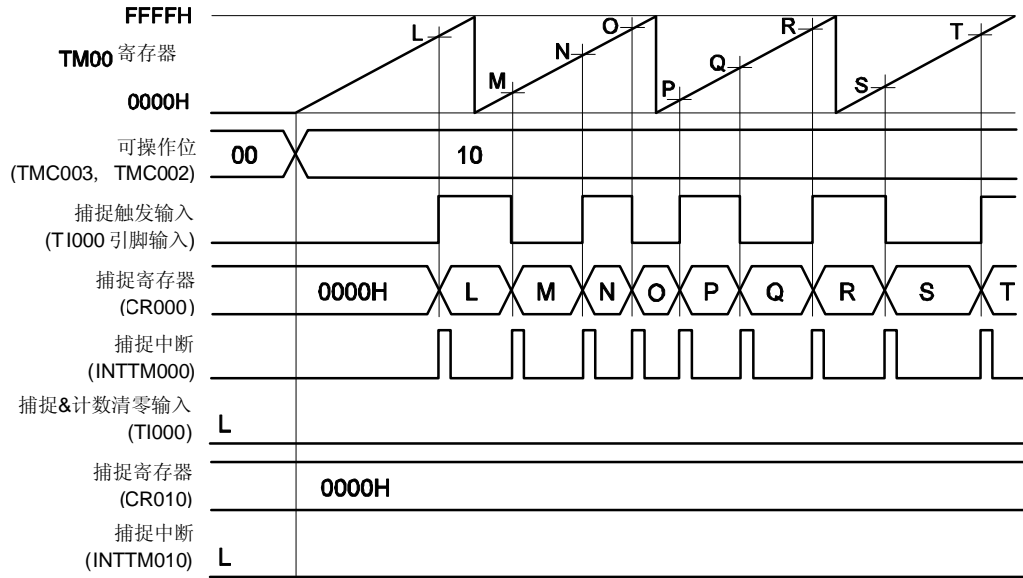 FFFFH
TM00 寄存器
0000H
L
M
N
O
P
Q
R
S
T
可操作位
(TMC003, TMC002)
00
10
捕捉触发输入
(TI000 引脚输入)
捕捉寄存器
(CR000)
0000H
L
M
N
O
P
Q
R
S
T
捕捉中断
(INTTM000)
捕捉&计数清零输入
(TI000)
L
捕捉寄存器
(CR010)
0000H
捕捉中断
(INTTM010)
L